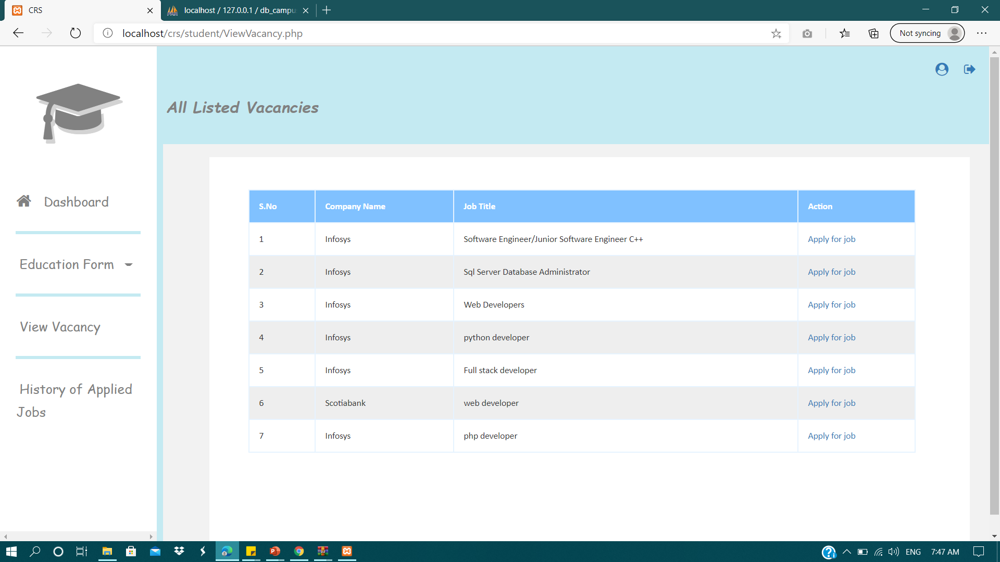 CRS
localhost / 127.0.0.1 / db_campu
localhost/crs/student/ViewVacancy.php
Not syncing
All Listed Vacancies
Dashboard
Education Form
View Vacancy
History of Applied
Jobs
S.No Company Name Job Title Action
1 Infosys Software Engineer/Junior Software Engineer C++ Apply for job
2 Infosys Sql Server Database Administrator Apply for job
3 Infosys Web Developers Apply for job
4 Infosys python developer Apply for job
5 Infosys Full stack developer Apply for job
6 Scotiabank web developer Apply for job
7 Infosys php developer Apply for job
ENG 7:47 AM